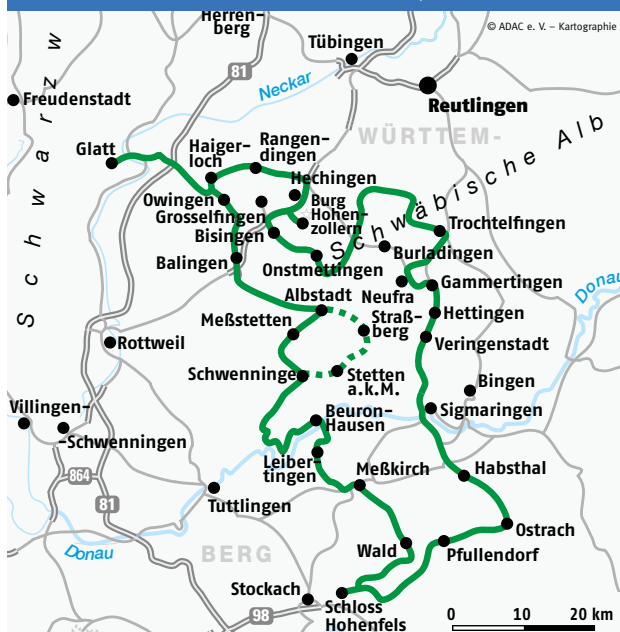 Herren-
berg
© ADAC e. V. – Kartographie
Tübingen
81
Neckar
Freudenstadt
Reutlingen
Schwarzw
WÜRTTEM-
Schwäbische Alb
Glatt
Haiger-
loch
Rangen-
dingen
Hechingen
Owingen
Grosselfingen
Burg
Hohen-
zollern
Bisingen
Trochtelfingen
Burladingen
Balingen
Onstmettingen
Gammertingen
Donau
Albstadt
Neufra
Hettingen
Meßstetten
Straß-
berg
Veringenstadt
Rottweil
Schwenninge
Stetten
a.k.M.
Bingen
Villingen-
-Schwenningen
Beuron-
Hausen
Sigmaringen
Leiber-
tingen
Meßkirch
Habsthal
864
81
Tuttlingen
Ostrach
Donau
BERG
Wald
Pfullendorf
Stockach
98
Schloss
Hohenfels
0 10 20 km